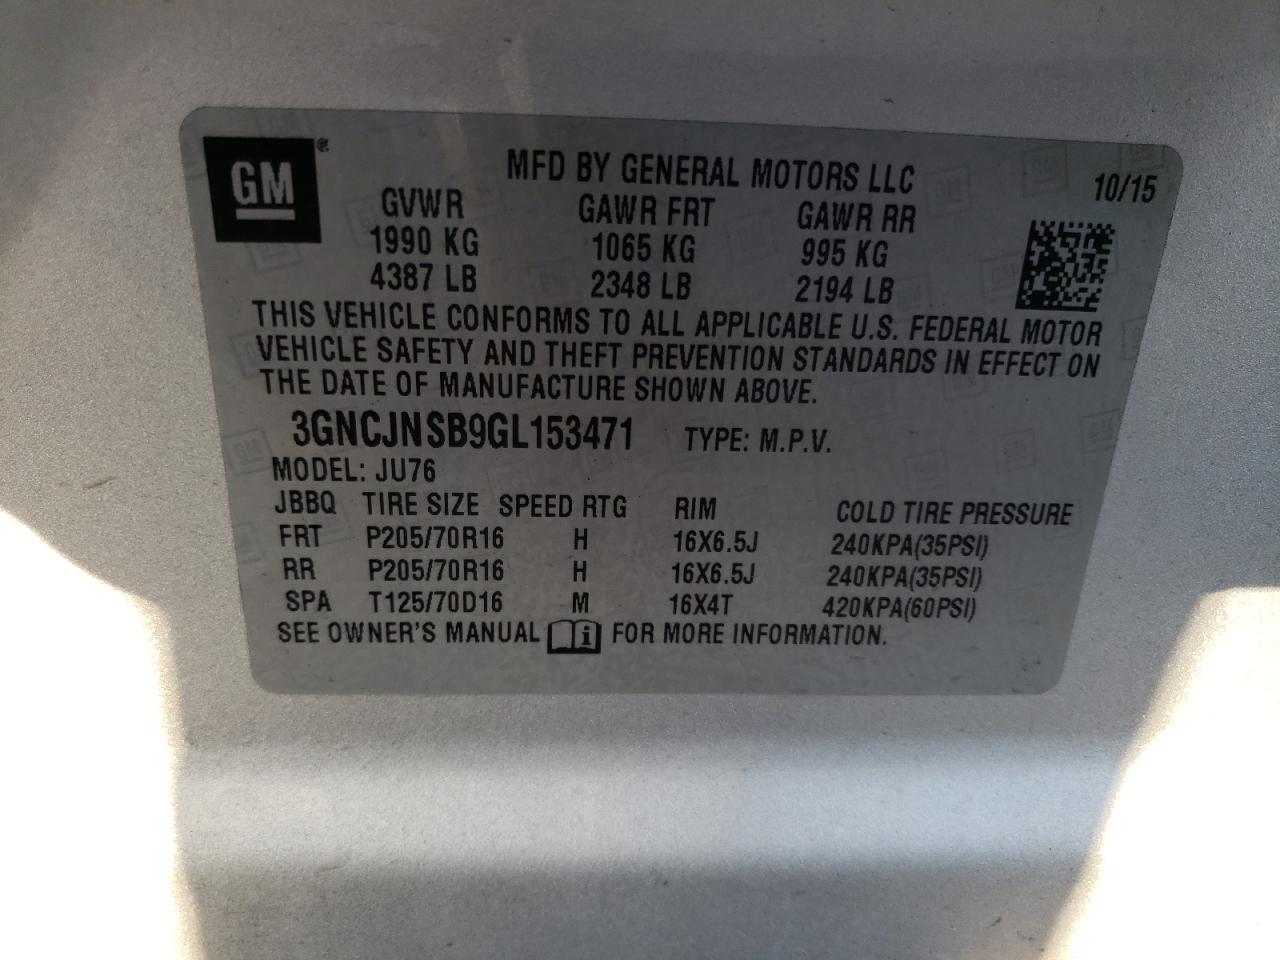 GM ®
MFD BY GENERAL MOTORS LLC
10/15
GVWR GAWR FRT GAWR RR
1990 KG 1065 KG 995 KG
4387 LB 2348 LB 2194 LB
THIS VEHICLE CONFORMS TO ALL APPLICABLE U.S. FEDERAL MOTOR
VEHICLE SAFETY AND THEFT PREVENTION STANDARDS IN EFFECT ON
THE DATE OF MANUFACTURE SHOWN ABOVE.
3GNCJNSB9GL153471 TYPE: M.P.V.
MODEL: JU76
JBBQ TIRE SIZE SPEED RTG RIM COLD TIRE PRESSURE
FRT P205/70R16 H 16X6.5J 240KPA(35PSI)
RR P205/70R16 H 16X6.5J 240KPA(35PSI)
SPA T125/70D16 M 16X4T 420KPA(60PSI)
SEE OWNER'S MANUAL i FOR MORE INFORMATION.